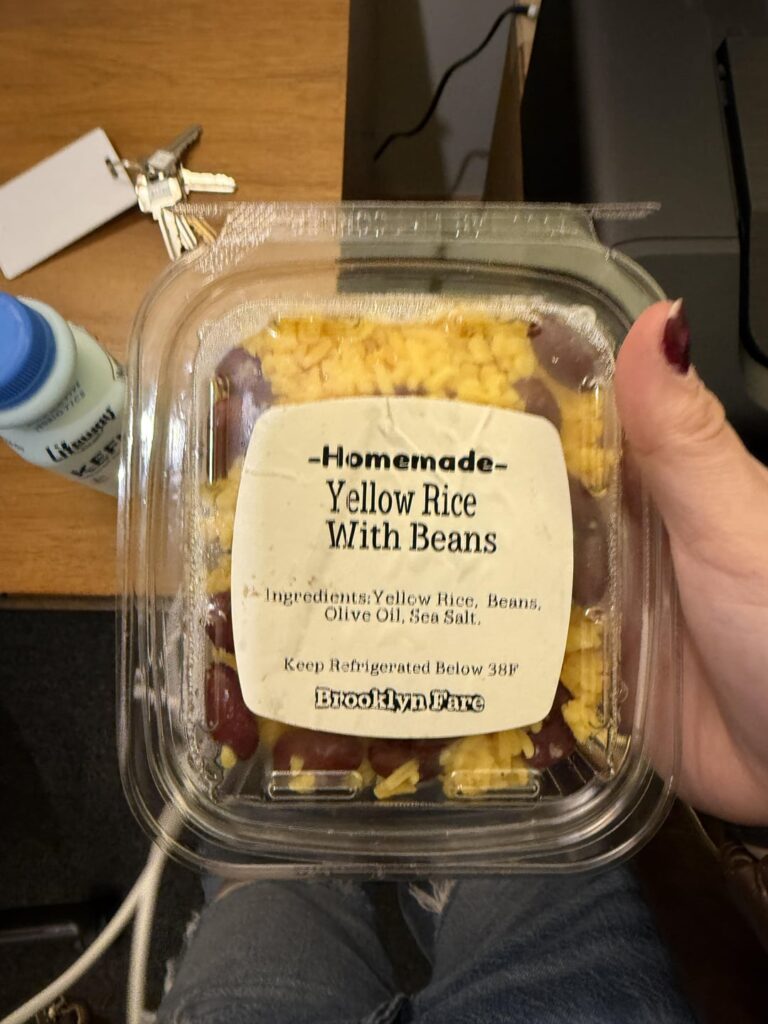 -Homemade-
Yellow Rice
With Beans
Ingredients:Yellow Rice, Beans,
Olive Oil, Sea Salt.
Keep Refrigerated Below 38F
Brooklyn Fare
Lifeway